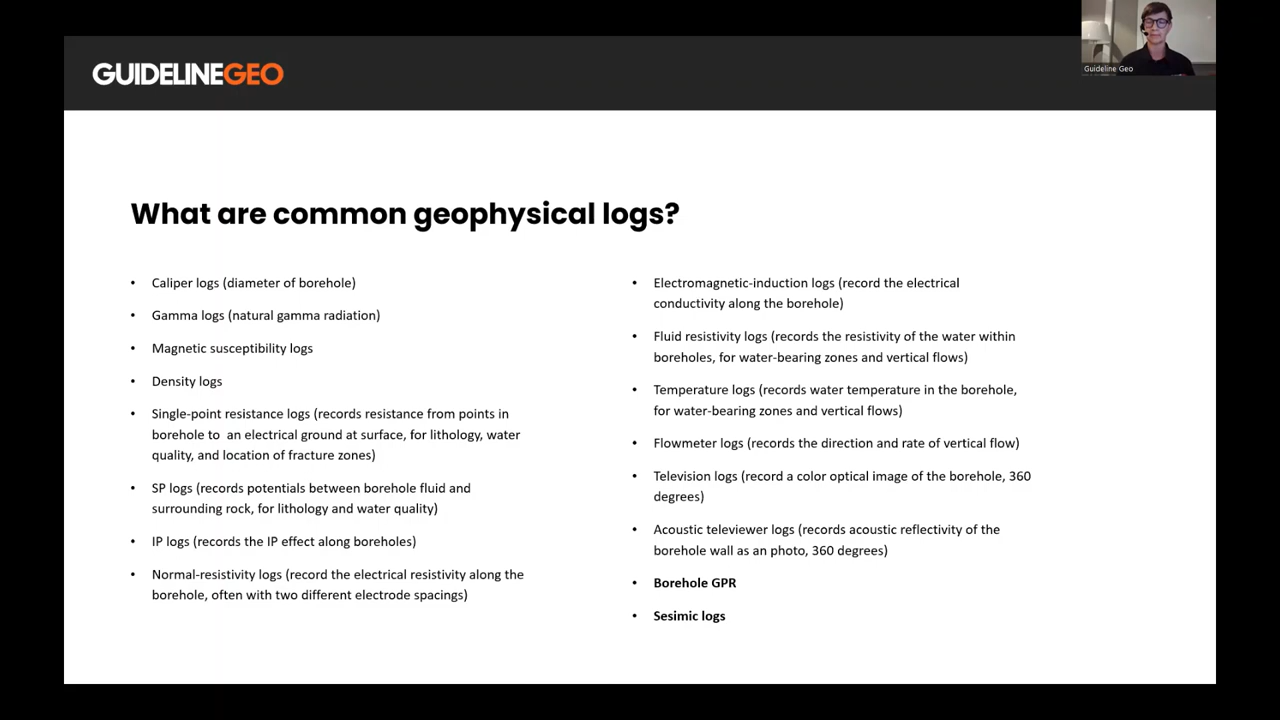 GUIDELINEGEO
Guideline Geo
What are common geophysical logs?
• Caliper logs (diameter of borehole)
• Gamma logs (natural gamma radiation)
• Magnetic susceptibility logs
• Density logs
• Single-point resistance logs (records resistance from points in
borehole to  an electrical ground at surface, for lithology, water
quality, and location of fracture zones)
• SP logs (records potentials between borehole fluid and
surrounding rock, for lithology and water quality)
• IP logs (records the IP effect along boreholes)
• Normal-resistivity logs (record the electrical resistivity along the
borehole, often with two different electrode spacings)
• Electromagnetic-induction logs (record the electrical
conductivity along the borehole)
• Fluid resistivity logs (records the resistivity of the water within
boreholes, for water-bearing zones and vertical flows)
• Temperature logs (records water temperature in the borehole,
for water-bearing zones and vertical flows)
• Flowmeter logs (records the direction and rate of vertical flow)
• Television logs (record a color optical image of the borehole, 360
degrees)
• Acoustic televiewer logs (records acoustic reflectivity of the
borehole wall as an photo, 360 degrees)
• Borehole GPR
• Sesimic logs